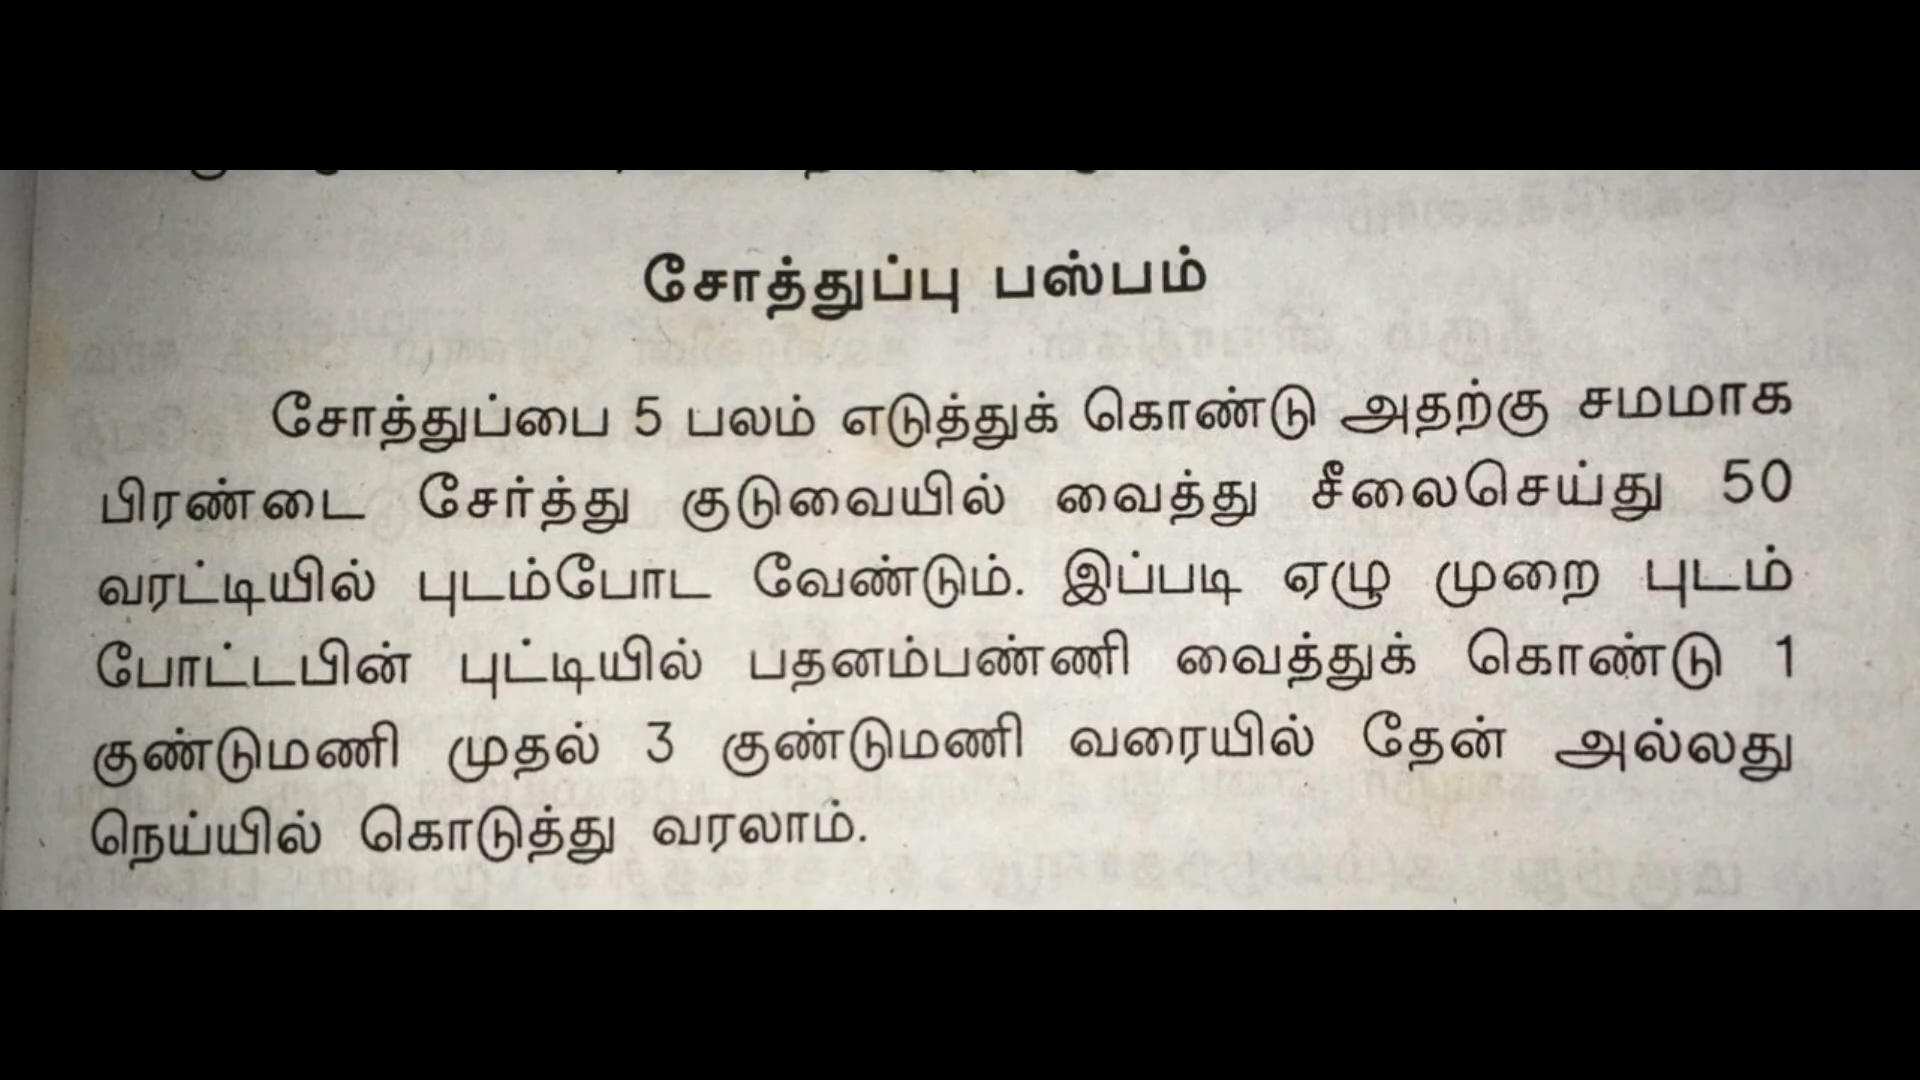 சோத்துப்பு பஸ்பம்
சோத்துப்பை 5 பலம் எடுத்துக் கொண்டு அதற்கு சமமாக
பிரண்டை சேர்த்து குடுவையில் வைத்து சீலைசெய்து 50
வரட்டியில் புடம்போட வேண்டும். இப்படி ஏழு முறை புடம்
போட்டபின் புட்டியில் பதனம்பண்ணி வைத்துக் கொண்டு 1
குண்டுமணி முதல் 3 குண்டுமணி வரையில் தேன் அல்லது
நெய்யில் கொடுத்து வரலாம்.